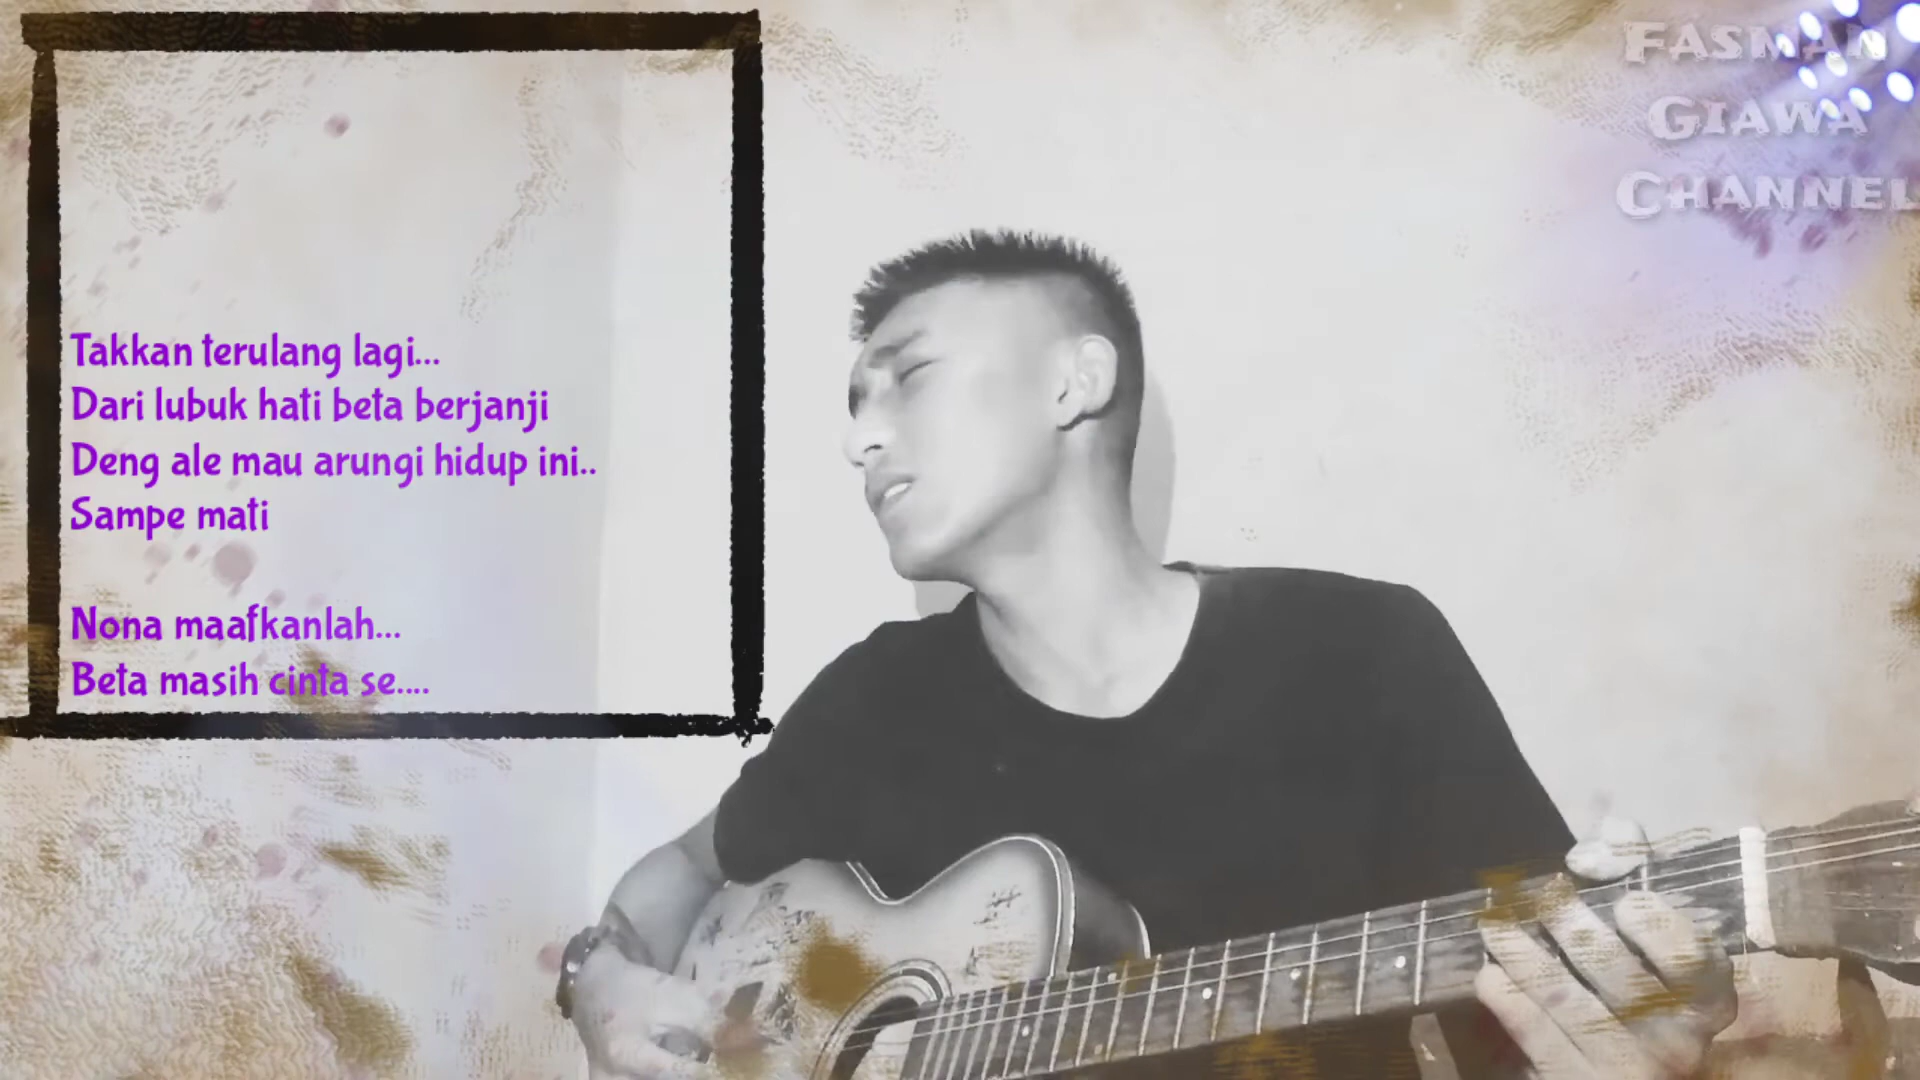 Takkan terulang lagi...
Dari lubuk hati beta berjanji
Deng ale mau arungi hidup ini..
Sampe mati
Nona maafkanlah...
Beta masih cinta se....
FASMAN
GIAWA
CHANNEL